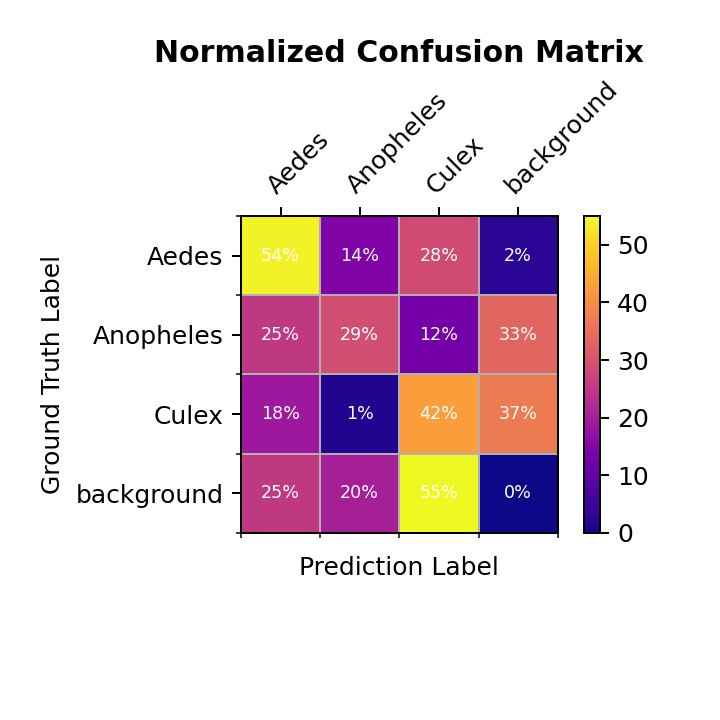 Normalized Confusion Matrix
Aedes Anopheles Culex background
Ground Truth Label
Aedes 54% 14% 28% 2%
Anopheles 25% 29% 12% 33%
Culex 18% 1% 42% 37%
background 25% 20% 55% 0%
Prediction Label
50
40
30
20
10
0